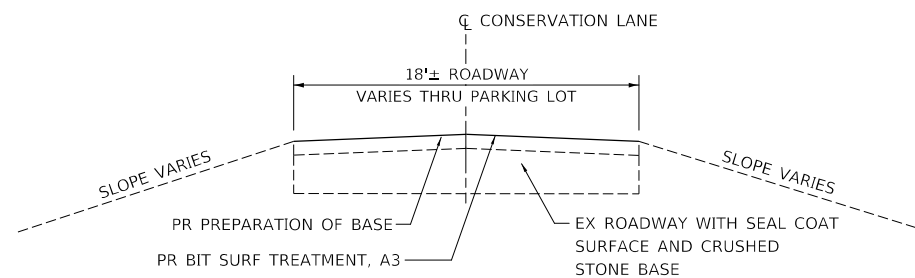 ℄ CONSERVATION LANE
18'± ROADWAY
VARIES THRU PARKING LOT
SLOPE VARIES
SLOPE VARIES
PR PREPARATION OF BASE
PR BIT SURF TREATMENT, A3
EX ROADWAY WITH SEAL COAT
SURFACE AND CRUSHED
STONE BASE